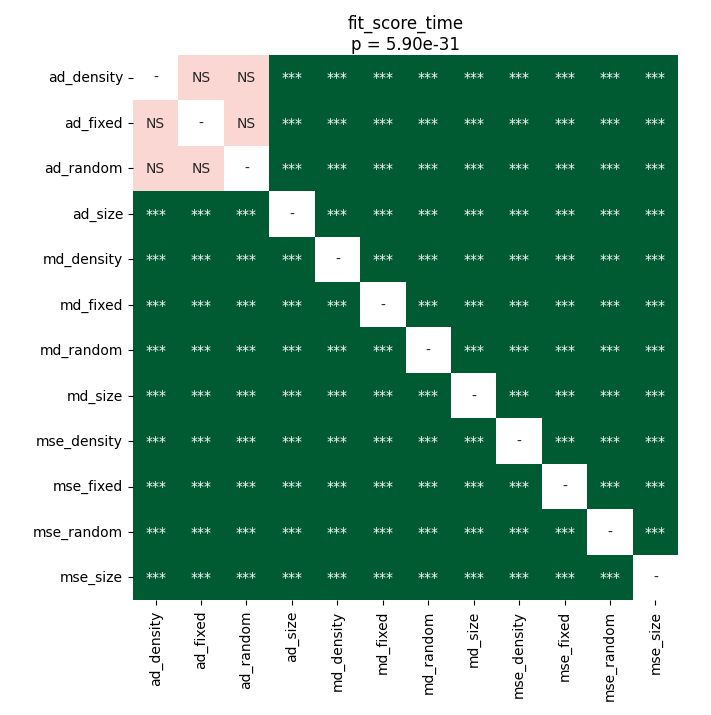 fit_score_time
p = 5.90e-31
ad_density - NS NS *** *** *** *** *** *** *** *** ***
ad_fixed NS - NS *** *** *** *** *** *** *** *** ***
ad_random NS NS - *** *** *** *** *** *** *** *** ***
ad_size *** *** *** - *** *** *** *** *** *** *** ***
md_density *** *** *** *** - *** *** *** *** *** *** ***
md_fixed *** *** *** *** *** - *** *** *** *** *** ***
md_random *** *** *** *** *** *** - *** *** *** *** ***
md_size *** *** *** *** *** *** *** - *** *** *** ***
mse_density *** *** *** *** *** *** *** *** - *** *** ***
mse_fixed *** *** *** *** *** *** *** *** *** - *** ***
mse_random *** *** *** *** *** *** *** *** *** *** - ***
mse_size *** *** *** *** *** *** *** *** *** *** *** -
ad_density
ad_fixed
ad_random
ad_size
md_density
md_fixed
md_random
md_size
mse_density
mse_fixed
mse_random
mse_size